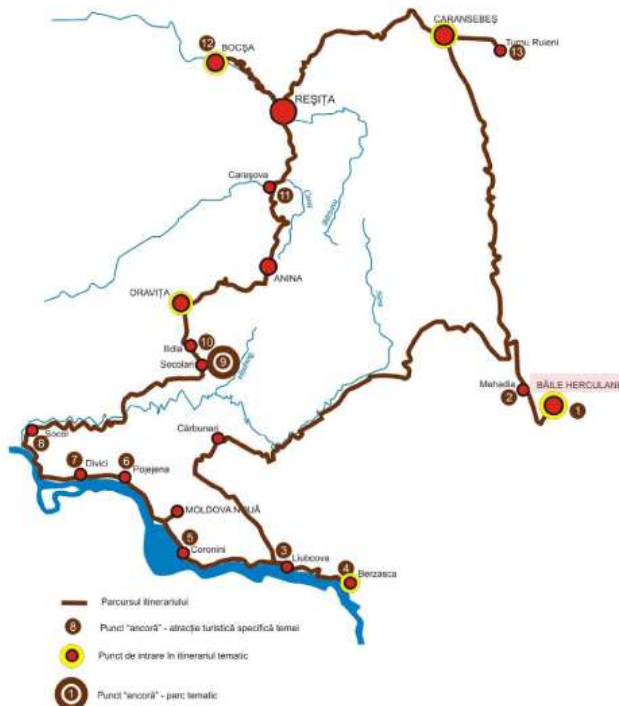 CARANSEBEȘ
12
BOCȘA
Turnu Ruieni
13
REȘIȚA
Carașova
11
ANINA
ORAVIȚA
Ilidia
10
Secolari
9
Mehadia
2
BĂILE HERCULANE
1
Socol
8
Cărbunari
7
Divici
6
Pojejena
MOLDOVA NOUĂ
5
Coronini
3
Liubcova
4
Berzasca
Parcursul itinerariului
8
Punct "ancoră" - atracție turistică specifică temei
Punct de intrare în itinerariul tematic
1
Punct "ancoră" - parc tematic